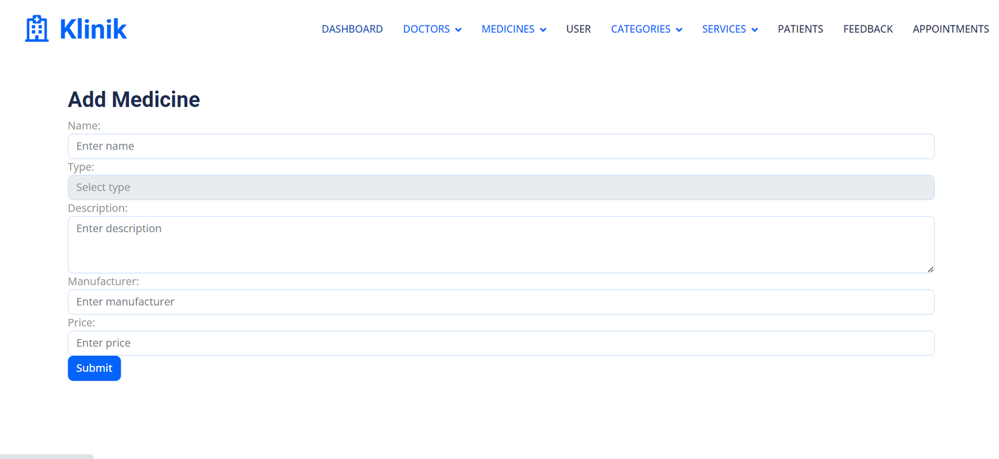 Klinik
DASHBOARD DOCTORS MEDICINES USER CATEGORIES SERVICES PATIENTS FEEDBACK APPOINTMENTS
Add Medicine
Name:
Enter name
Type:
Select type
Description:
Enter description
Manufacturer:
Enter manufacturer
Price:
Enter price
Submit